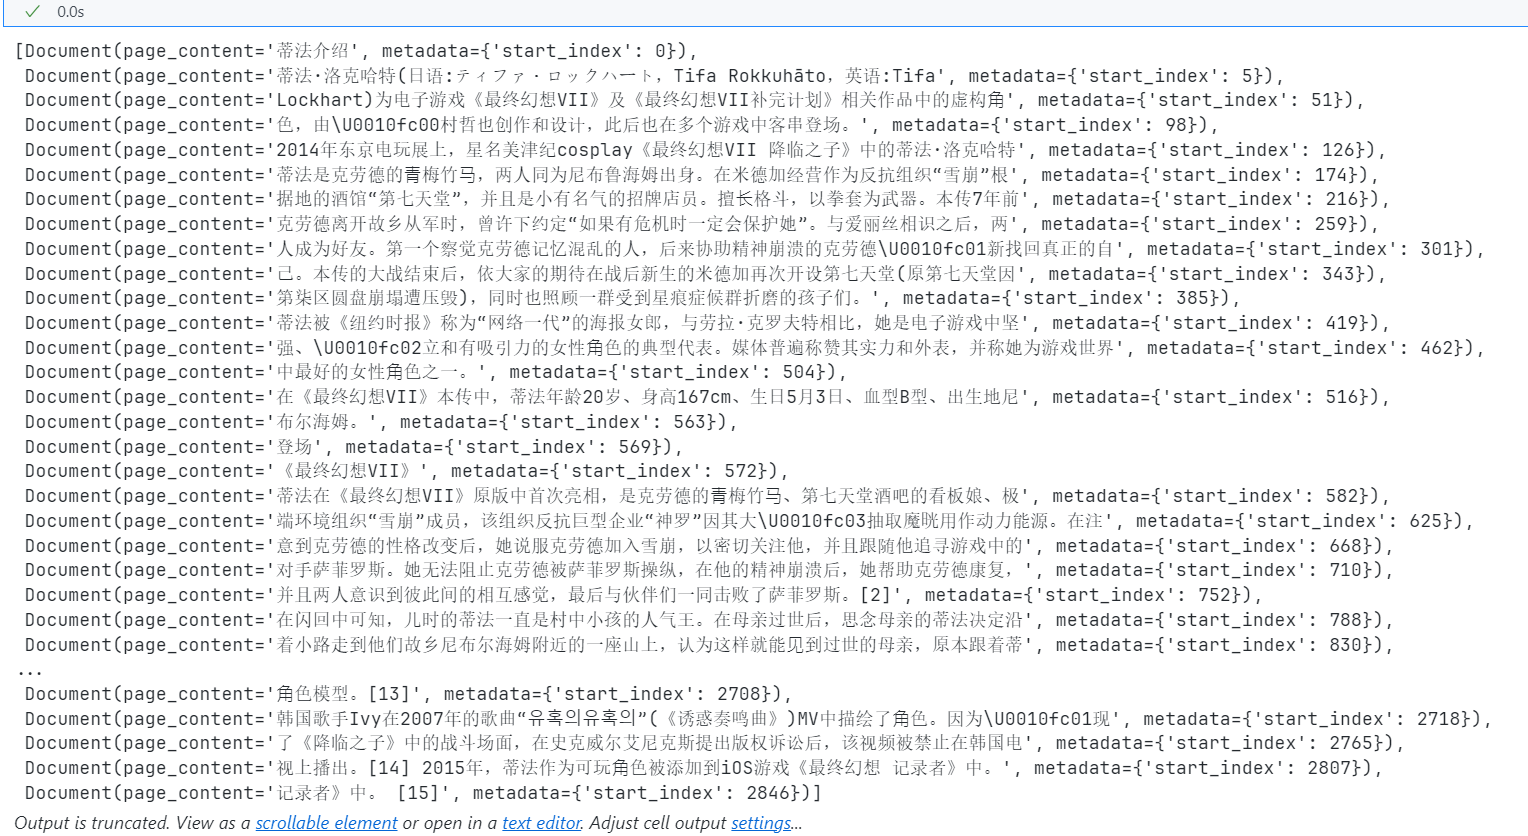 0.0s
[Document(page_content='蒂法介绍', metadata={'start_index': 0}),
Document(page_content='蒂法·洛克哈特(日语:ティファ・ロックハート，Tifa Rokkuhāto，英语:Tifa', metadata={'start_index': 5}),
Document(page_content='Lockhart)为电子游戏《最终幻想VII》及《最终幻想VII补完计划》相关作品中的虚构⻆', metadata={'start_index': 51}),
Document(page_content='色，由\U0010fc00村哲也创作和设计，此后也在多个游戏中客串登场。', metadata={'start_index': 98}),
Document(page_content='2014年东京电玩展上，星名美津纪cosplay《最终幻想VII 降临之子》中的蒂法·洛克哈特', metadata={'start_index': 126}),
Document(page_content='蒂法是克劳德的⻘梅竹⻢，两人同为尼布鲁海姆出身。在米德加经营作为反抗组织“雪崩”根', metadata={'start_index': 174}),
Document(page_content='据地的酒馆“第七天堂”，并且是小有名气的招牌店员。擅⻓格斗，以拳套为武器。本传7年前', metadata={'start_index': 216}),
Document(page_content='克劳德离开故乡从军时，曾许下约定“如果有危机时一定会保护她”。与爱丽丝相识之后，两', metadata={'start_index': 259}),
Document(page_content='人成为好友。第一个察觉克劳德记忆混乱的人，后来协助精神崩溃的克劳德\U0010fc01新找回真正的自', metadata={'start_index': 301}),
Document(page_content='己。本传的大战结束后，依大家的期待在战后新生的米德加再次开设第七天堂(原第七天堂因', metadata={'start_index': 343}),
Document(page_content='第柒区圆盘崩塌遭压毁)，同时也照顾一群受到星痕症候群折磨的孩子们。', metadata={'start_index': 385}),
Document(page_content='蒂法被《纽约时报》称为“网络一代”的海报女郎，与劳拉·克罗夫特相比，她是电子游戏中坚', metadata={'start_index': 419}),
Document(page_content='强、\U0010fc02立和有吸引力的女性⻆色的典型代表。媒体普遍称赞其实力和外表，并称她为游戏世界', metadata={'start_index': 462}),
Document(page_content='中最好的女性⻆色之一。', metadata={'start_index': 504}),
Document(page_content='在《最终幻想VII》本传中，蒂法年龄20岁、身高167cm、生日5月3日、血型B型、出生地尼', metadata={'start_index': 516}),
Document(page_content='布尔海姆。', metadata={'start_index': 563}),
Document(page_content='登场', metadata={'start_index': 569}),
Document(page_content='《最终幻想VII》', metadata={'start_index': 572}),
Document(page_content='蒂法在《最终幻想VII》原版中首次亮相，是克劳德的⻘梅竹⻢、第七天堂酒吧的看板娘、极', metadata={'start_index': 582}),
Document(page_content='端环境组织“雪崩”成员，该组织反抗巨型企业“神罗”因其大\U0010fc03抽取魔晄用作动力能源。在注', metadata={'start_index': 625}),
Document(page_content='意到克劳德的性格改变后，她说服克劳德加入雪崩，以密切关注他，并且跟随他追寻游戏中的', metadata={'start_index': 668}),
Document(page_content='对手萨菲罗斯。她无法阻止克劳德被萨菲罗斯操纵，在他的精神崩溃后，她帮助克劳德康复，', metadata={'start_index': 710}),
Document(page_content='并且两人意识到彼此间的相互感觉，最后与伙伴们一同击败了萨菲罗斯。[2]', metadata={'start_index': 752}),
Document(page_content='在闪回中可知，儿时的蒂法一直是村中小孩的人气王。在母亲过世后，思念母亲的蒂法决定沿', metadata={'start_index': 788}),
Document(page_content='着小路走到他们故乡尼布尔海姆附近的一座山上，认为这样就能⻅到过世的母亲，原本跟着蒂', metadata={'start_index': 830}),
...
Document(page_content='⻆色模型。[13]', metadata={'start_index': 2708}),
Document(page_content='韩国歌手Ivy在2007年的歌曲“유혹의유혹의”(《诱惑奏鸣曲》)MV中描绘了⻆色。因为\U0010fc01现', metadata={'start_index': 2718}),
Document(page_content='了《降临之子》中的战斗场面，在史克威尔艾尼克斯提出版权诉讼后，该视频被禁止在韩国电', metadata={'start_index': 2765}),
Document(page_content='视上播出。[14] 2015年，蒂法作为可玩⻆色被添加到iOS游戏《最终幻想 记录者》中。', metadata={'start_index': 2807}),
Document(page_content='记录者》中。 [15]', metadata={'start_index': 2846})]
Output is truncated. View as a scrollable element or open in a text editor. Adjust cell output settings...